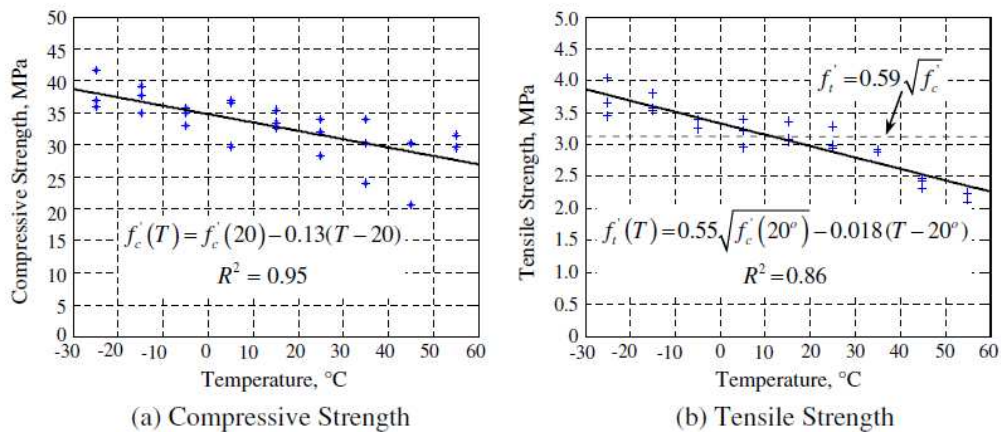 Compressive Strength, MPa
50
45
40
35
30
25
20
15
10
5
0
f'c(T) = f'c(20) − 0.13(T − 20)
R² = 0.95
-30 -20 -10 0 10 20 30 40 50 60
Temperature, °C
(a) Compressive Strength
Tensile Strength, MPa
5.0
4.5
4.0
3.5
3.0
2.5
2.0
1.5
1.0
0.5
0.0
f't = 0.59√f'c
f't(T) = 0.55√f'c(20°) − 0.018(T − 20°)
R² = 0.86
-30 -20 -10 0 10 20 30 40 50 60
Temperature, °C
(b) Tensile Strength